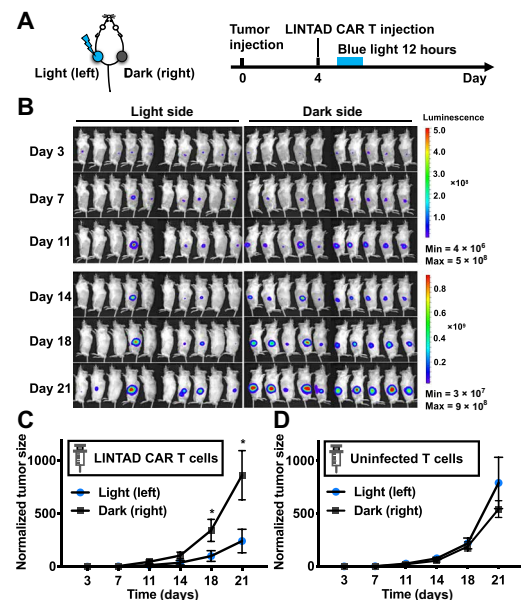 A
Light (left)
Dark (right)
Tumor
injection
LINTAD CAR T injection
Blue light 12 hours
0
4
Day
B
Light side
Dark side
Day 3
Day 7
Day 11
Day 14
Day 18
Day 21
Luminescence
5.0
4.0
3.0
2.0
1.0
×10⁸
Min = 4 × 10⁶
Max = 5 × 10⁸
0.8
0.6
0.4
0.2
×10⁹
Min = 3 × 10⁷
Max = 9 × 10⁸
C
LINTAD CAR T cells
Light (left)
Dark (right)
*
*
Normalized tumor size
1000
500
0
3 7 11 14 18 21
Time (days)
D
Uninfected T cells
Light (left)
Dark (right)
Normalized tumor size
1000
500
0
3 7 11 14 18 21
Time (days)